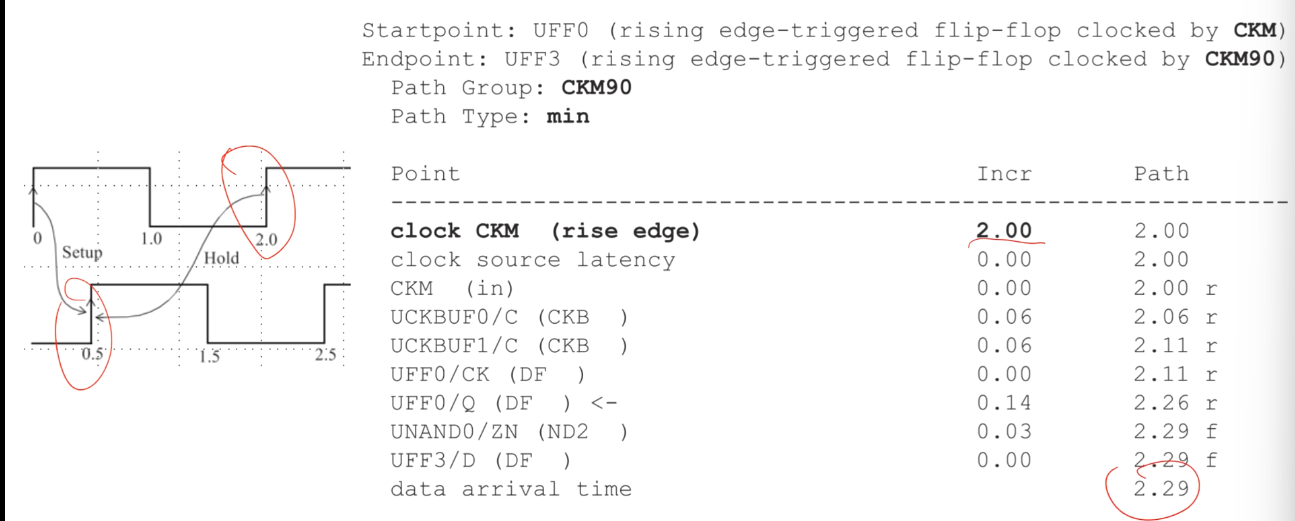 Startpoint: UFF0 (rising edge-triggered flip-flop clocked by CKM)
Endpoint: UFF3 (rising edge-triggered flip-flop clocked by CKM90)
Path Group: CKM90
Path Type: min
0 1.0 2.0
Setup Hold
0.5 1.5 2.5
Point Incr Path
------------------------------------------------------------------
clock CKM (rise edge) 2.00 2.00
clock source latency 0.00 2.00
CKM (in) 0.00 2.00 r
UCKBUF0/C (CKB ) 0.06 2.06 r
UCKBUF1/C (CKB ) 0.06 2.11 r
UFF0/CK (DF ) 0.00 2.11 r
UFF0/Q (DF ) <- 0.14 2.26 r
UNAND0/ZN (ND2 ) 0.03 2.29 f
UFF3/D (DF ) 0.00 2.29 f
data arrival time 2.29